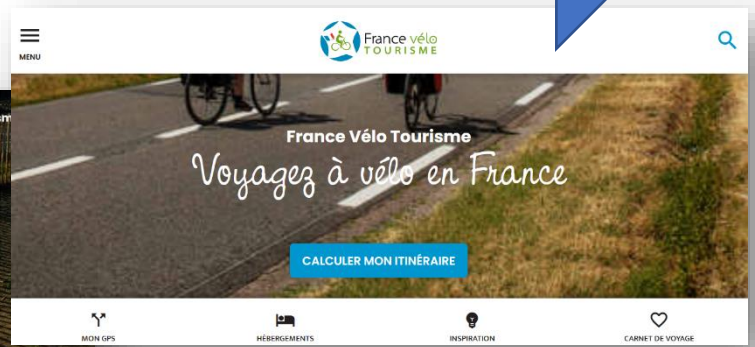 MENU
France vélo
TOURISME
France Vélo Tourisme
Voyagez à vélo en France
CALCULER MON ITINÉRAIRE
MON GPS
HÉBERGEMENTS
INSPIRATION
CARNET DE VOYAGE